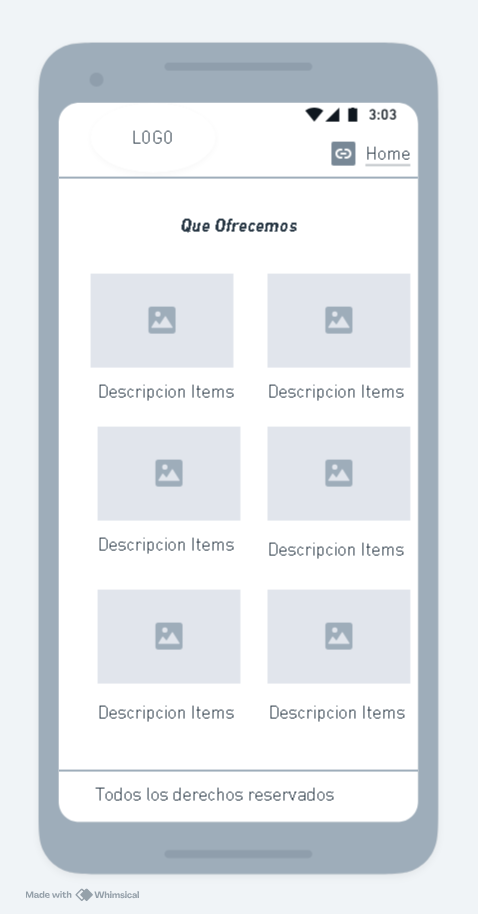 3:03
LOGO
Home
Que Ofrecemos
Descripcion Items
Descripcion Items
Descripcion Items
Descripcion Items
Descripcion Items
Descripcion Items
Todos los derechos reservados
Made with Whimsical